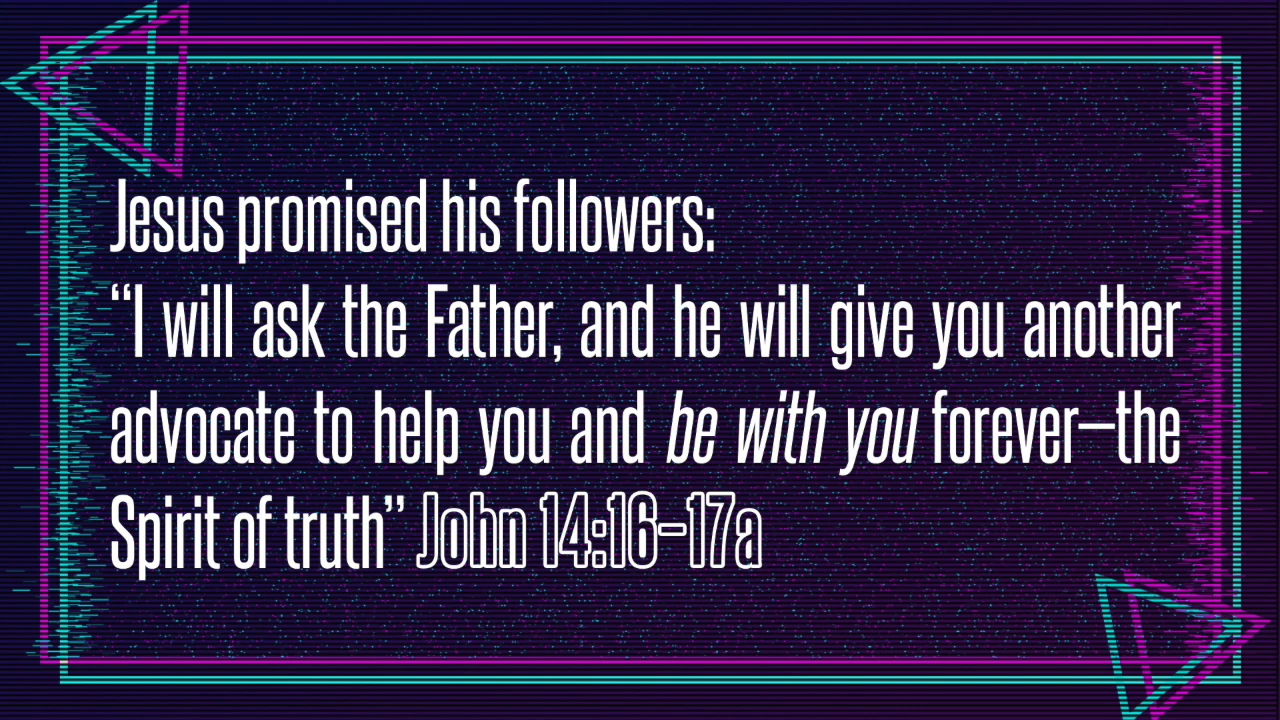 Jesus promised his followers:
“I will ask the Father, and he will give you another
advocate to help you and be with you forever—the
Spirit of truth” John 14:16–17a